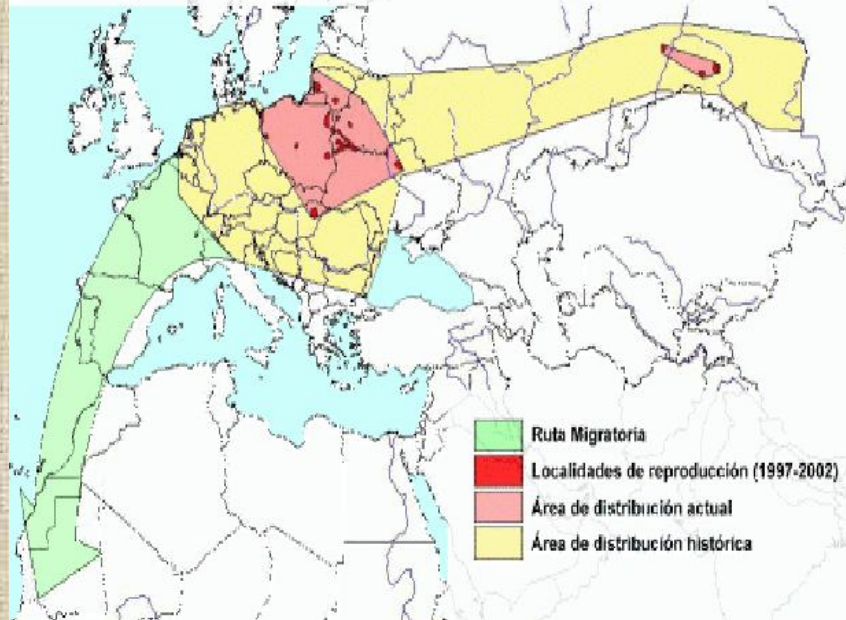 Ruta Migratoria
Localidades de reproducción (1997-2002)
Área de distribución actual
Área de distribución histórica